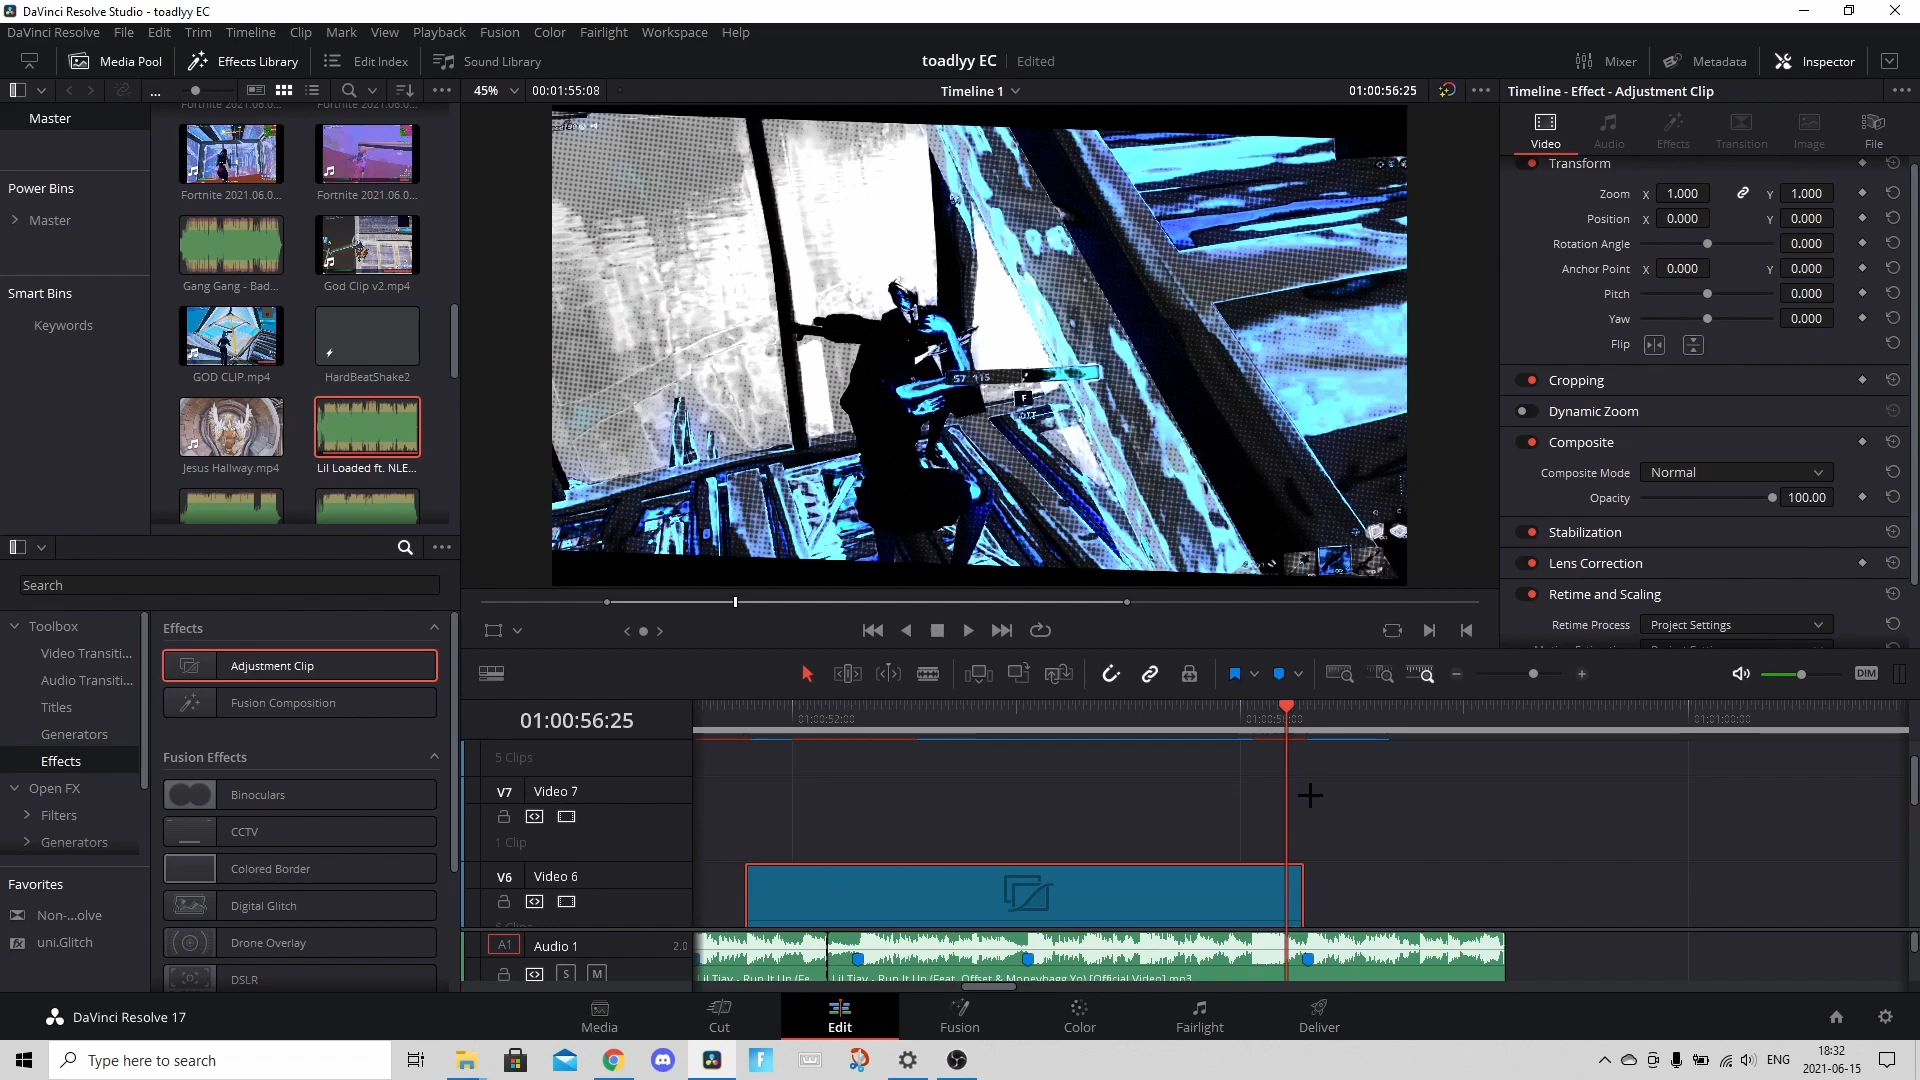 DaVinci Resolve Studio - toadlyy EC
DaVinci Resolve File Edit Trim Timeline Clip Mark View Playback Fusion Color Fairlight Workspace Help
Media Pool Effects Library Edit Index Sound Library toadlyy EC Edited Mixer Metadata Inspector
... 45% 00:01:55:08 Timeline 1 01:00:56:25 Timeline - Effect - Adjustment Clip
Master
Fortnite 2021.06.0... Fortnite 2021.06.0...
Power Bins
Master
Gang Gang - Bad... God Clip v2.mp4
Smart Bins
Keywords
GOD CLIP.mp4 HardBeatShake2
Jesus Hallway.mp4 Lil Loaded ft. NLE...
F
Video Audio Effects Transition Image File
Transform
Zoom X 1.000 Y 1.000
Position X 0.000 Y 0.000
Rotation Angle 0.000
Anchor Point X 0.000 Y 0.000
Pitch 0.000
Yaw 0.000
Flip
Cropping
Dynamic Zoom
Composite
Composite Mode Normal
Opacity 100.00
Stabilization
Lens Correction
Retime and Scaling
Retime Process Project Settings
Search
Toolbox
Video Transiti...
Audio Transiti...
Titles
Generators
Effects
Open FX
Filters
Generators
Favorites
Non-...olve
uni.Glitch
Effects
Adjustment Clip
Fusion Composition
Fusion Effects
Binoculars
CCTV
Colored Border
Digital Glitch
Drone Overlay
DSLR
DIM
01:00:56:25 01:00:52:00 01:01:00:00
5 Clips
V7 Video 7
1 Clip
V6 Video 6
A1 Audio 1 2.0
S M
Lil Tjay - Run It Up (Feat. Offset & Moneybagg Yo) [Official Video].mp3
DaVinci Resolve 17
Media Cut Edit Fusion Color Fairlight Deliver
Type here to search
ENG
18:32
2021-06-15